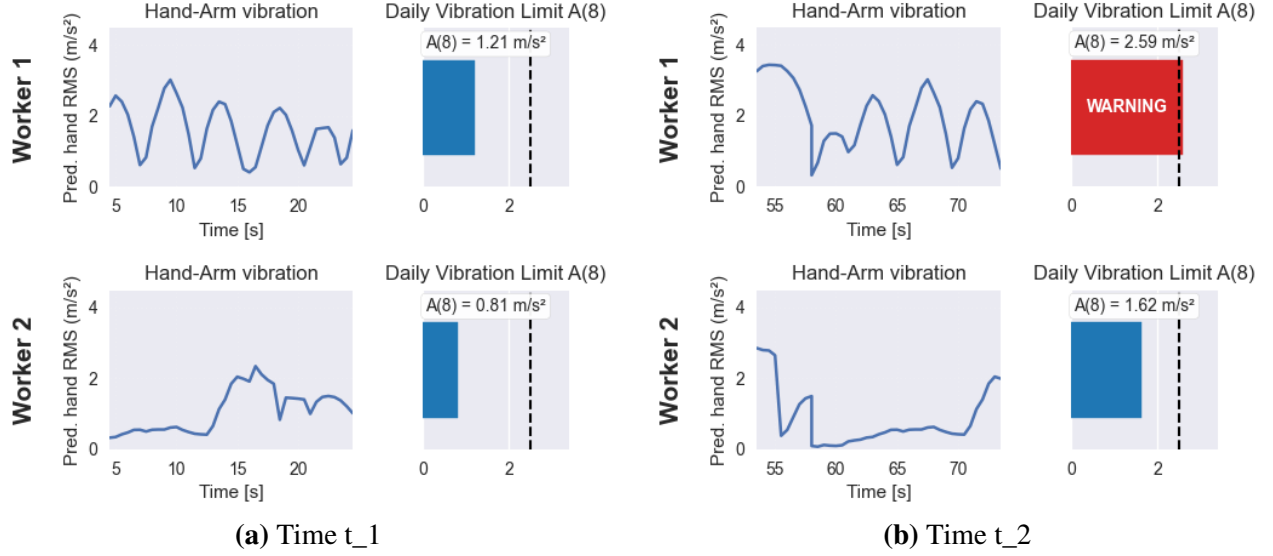 Worker 1
Hand-Arm vibration
Pred. hand RMS (m/s²)
4
2
0
5 10 15 20
Time [s]
Daily Vibration Limit A(8)
A(8) = 1.21 m/s²
0 2
Worker 2
Hand-Arm vibration
Pred. hand RMS (m/s²)
4
2
0
5 10 15 20
Time [s]
Daily Vibration Limit A(8)
A(8) = 0.81 m/s²
0 2
(a) Time t_1
Worker 1
Hand-Arm vibration
Pred. hand RMS (m/s²)
4
2
0
55 60 65 70
Time [s]
Daily Vibration Limit A(8)
A(8) = 2.59 m/s²
WARNING
0 2
Worker 2
Hand-Arm vibration
Pred. hand RMS (m/s²)
4
2
0
55 60 65 70
Time [s]
Daily Vibration Limit A(8)
A(8) = 1.62 m/s²
0 2
(b) Time t_2